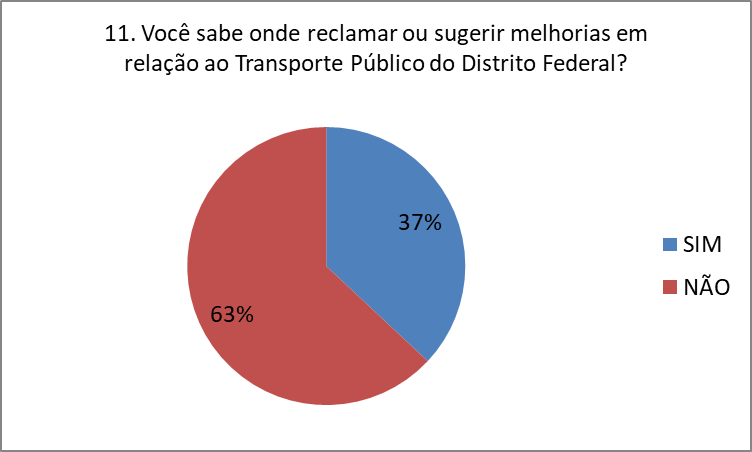 11. Você sabe onde reclamar ou sugerir melhorias em
relação ao Transporte Público do Distrito Federal?
37%
63%
SIM
NÃO